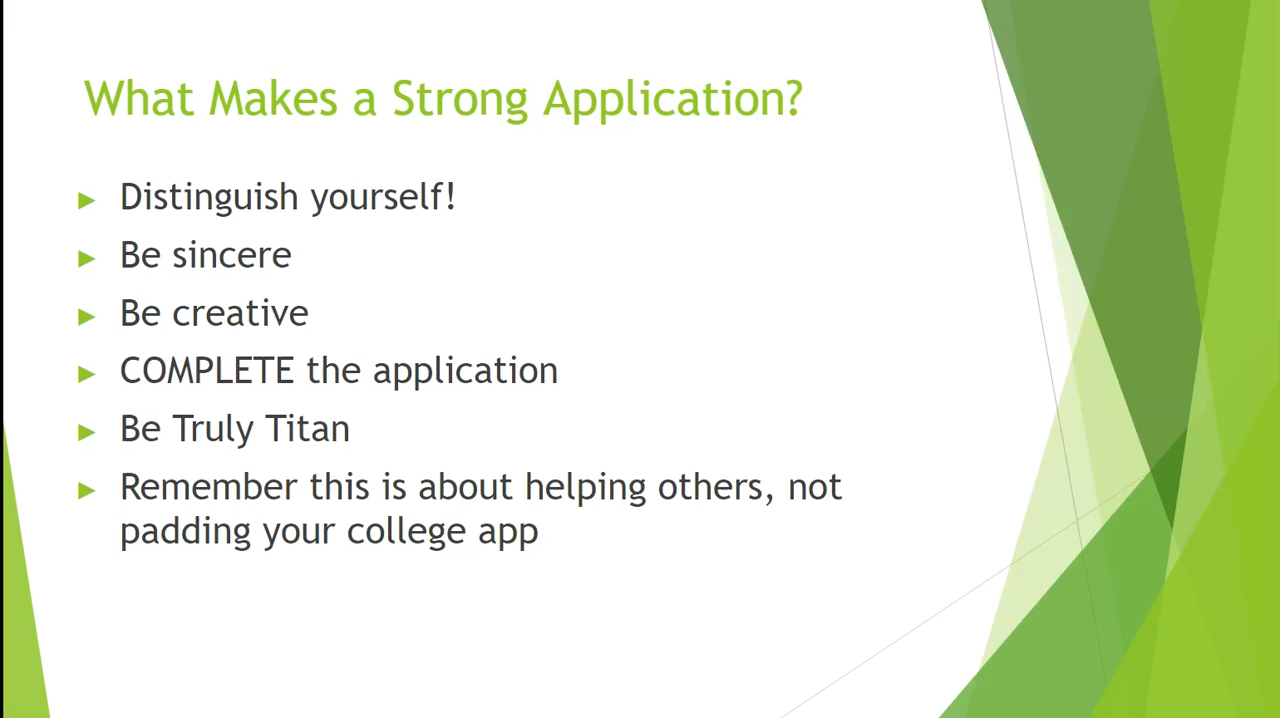 What Makes a Strong Application?
Distinguish yourself!
Be sincere
Be creative
COMPLETE the application
Be Truly Titan
Remember this is about helping others, not
padding your college app